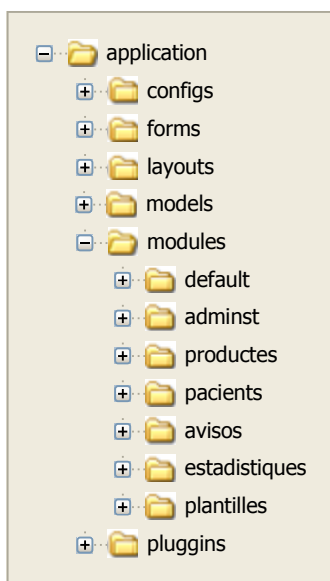 application
configs
forms
layouts
models
modules
default
adminst
productes
pacients
avisos
estadistiques
plantilles
pluggins